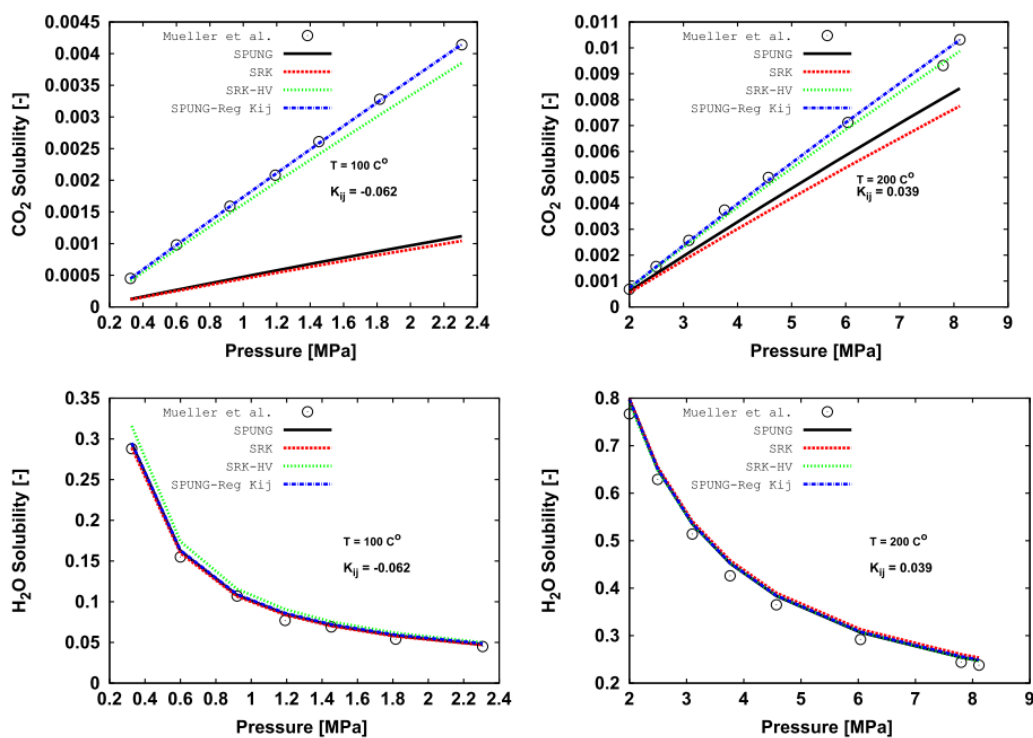 0.0045
0.004
0.0035
0.003
0.0025
0.002
0.0015
0.001
0.0005
0
CO2 Solubility [-]
Mueller et al.
SPUNG
SRK
SRK-HV
SPUNG-Reg Kij
T = 100 Cº
Kij = -0.062
0.2 0.4 0.6 0.8 1 1.2 1.4 1.6 1.8 2 2.2 2.4
Pressure [MPa]
0.011
0.01
0.009
0.008
0.007
0.006
0.005
0.004
0.003
0.002
0.001
0
CO2 Solubility [-]
Mueller et al.
SPUNG
SRK
SRK-HV
SPUNG-Reg Kij
T = 200 Cº
Kij = 0.039
2 3 4 5 6 7 8 9
Pressure [MPa]
0.35
0.3
0.25
0.2
0.15
0.1
0.05
0
H2O Solubility [-]
Mueller et al.
SPUNG
SRK
SRK-HV
SPUNG-Reg Kij
T = 100 Cº
Kij = -0.062
0.2 0.4 0.6 0.8 1 1.2 1.4 1.6 1.8 2 2.2 2.4
Pressure [MPa]
0.8
0.7
0.6
0.5
0.4
0.3
0.2
H2O Solubility [-]
Mueller et al.
SPUNG
SRK
SRK-HV
SPUNG-Reg Kij
T = 200 Cº
Kij = 0.039
2 3 4 5 6 7 8 9
Pressure [MPa]